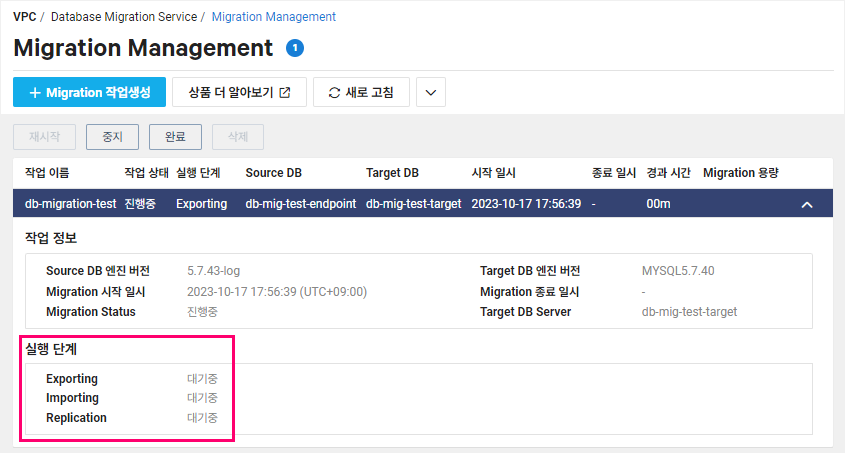 VPC / Database Migration Service / Migration Management
Migration Management 1
+ Migration 작업생성 상품 더 알아보기 새로 고침
재시작 중지 완료 삭제
작업 이름 작업 상태 실행 단계 Source DB Target DB 시작 일시 종료 일시 경과 시간 Migration 용량
db-migration-test 진행중 Exporting db-mig-test-endpoint db-mig-test-target 2023-10-17 17:56:39 - 00m
작업 정보
Source DB 엔진 버전 5.7.43-log Target DB 엔진 버전 MYSQL5.7.40
Migration 시작 일시 2023-10-17 17:56:39 (UTC+09:00) Migration 종료 일시 -
Migration Status 진행중 Target DB Server db-mig-test-target
실행 단계
Exporting 대기중
Importing 대기중
Replication 대기중